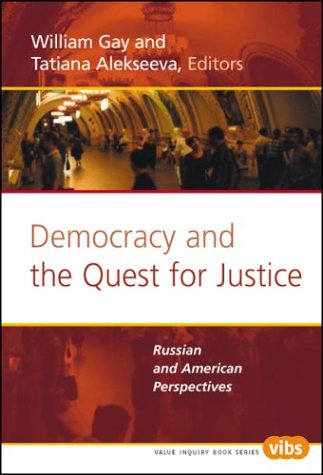 William Gay and
Tatiana Alekseeva, Editors
Democracy and
the Quest for Justice
Russian
and American
Perspectives
VALUE INQUIRY BOOK SERIES vibs